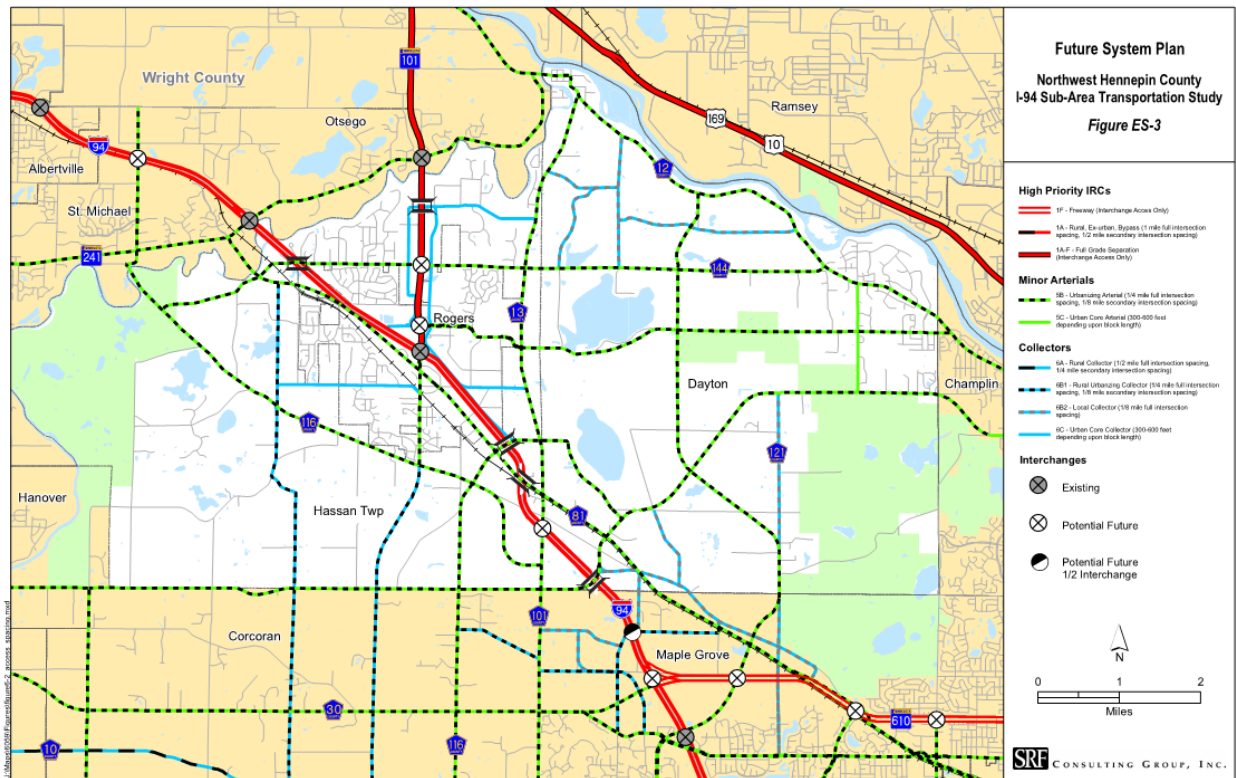 Future System Plan
Northwest Hennepin County
I-94 Sub-Area Transportation Study
Figure ES-3
High Priority IRCs
1F - Freeway (Interchange Acces Only)
1A - Rural, Ex-urban, Bypass (1 mile full intersection
spacing, 1/2 mile secondary intersection spacing)
1A-F - Full Grade Separation
(Interchange Access Only)
Minor Arterials
5B - Urbanizing Arterial (1/4 mile full intersection
spacing, 1/8 mile secondary intersection spacing)
5C - Urban Core Arterial (300-600 feet
depending upon block length)
Collectors
6A - Rural Collector (1/2 mile full intersection spacing,
1/4 mile secondary intersection spacing)
6B1 - Rural Urbanzing Collector (1/4 mile full intersection
spacing, 1/8 mile secondary intersection spacing)
6B2 - Local Collector (1/8 mile full intersection
spacing)
6C - Urban Core Collector (300-600 feet
depending upon block length)
Interchanges
Existing
Potential Future
Potential Future
1/2 Interchange
N
0 1 2
Miles
SRF CONSULTING GROUP, INC.
Wright County
101
Otsego
Ramsey
169
10
94
Albertville
12
St. Michael
241
144
13
Rogers
Dayton
Champlin
116
121
Hanover
Hassan Twp
81
94
101
Corcoran
Maple Grove
30
610
10
116